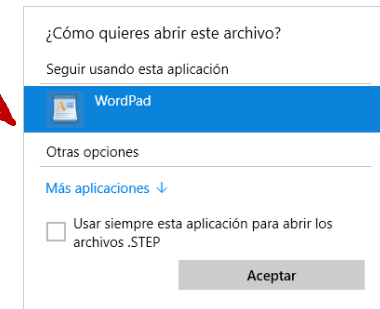 ¿Cómo quieres abrir este archivo?
Seguir usando esta aplicación
WordPad
Otras opciones
Más aplicaciones ↓
Usar siempre esta aplicación para abrir los
archivos .STEP
Aceptar